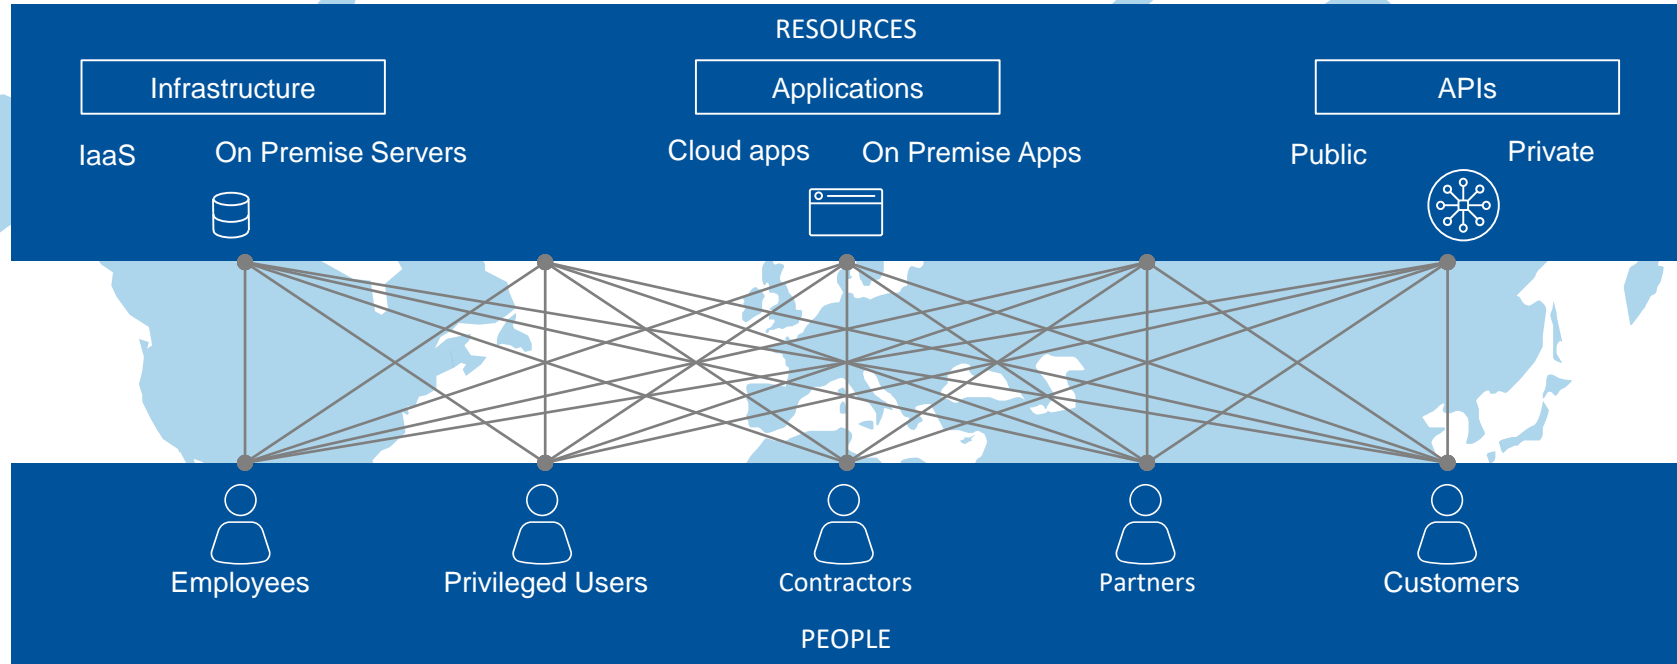 RESOURCES
Infrastructure
Applications
APIs
IaaS
On Premise Servers
Cloud apps
On Premise Apps
Public
Private
Employees
Privileged Users
Contractors
Partners
Customers
PEOPLE